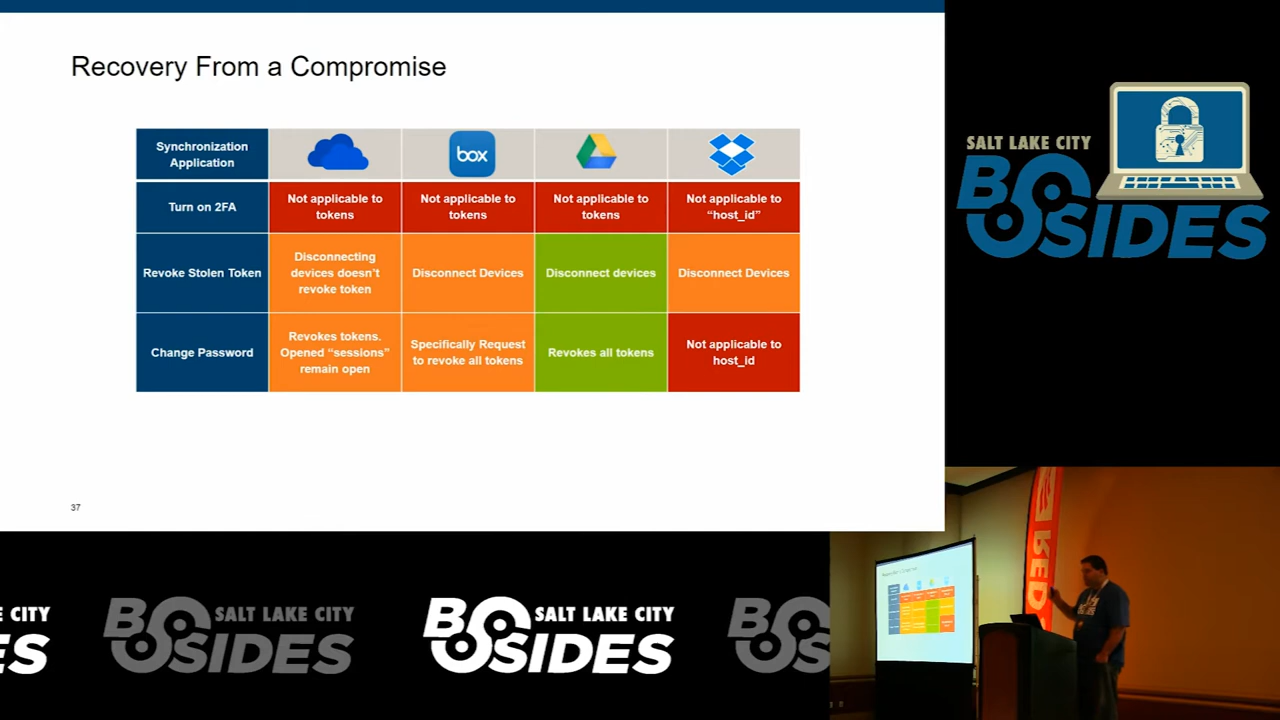 Recovery From a Compromise
Synchronization
Application
box
Turn on 2FA
Not applicable to
tokens
Not applicable to
tokens
Not applicable to
tokens
Not applicable to
“host_id”
Revoke Stolen Token
Disconnecting
devices doesn't
revoke token
Disconnect Devices
Disconnect devices
Disconnect Devices
Change Password
Revokes tokens.
Opened “sessions”
remain open
Specifically Request
to revoke all tokens
Revokes all tokens
Not applicable to
host_id
37
SALT LAKE CITY
BSIDES
E CITY
ES
SALT LAKE CITY
BSIDES
SALT LAKE CITY
BSIDES
B
RED